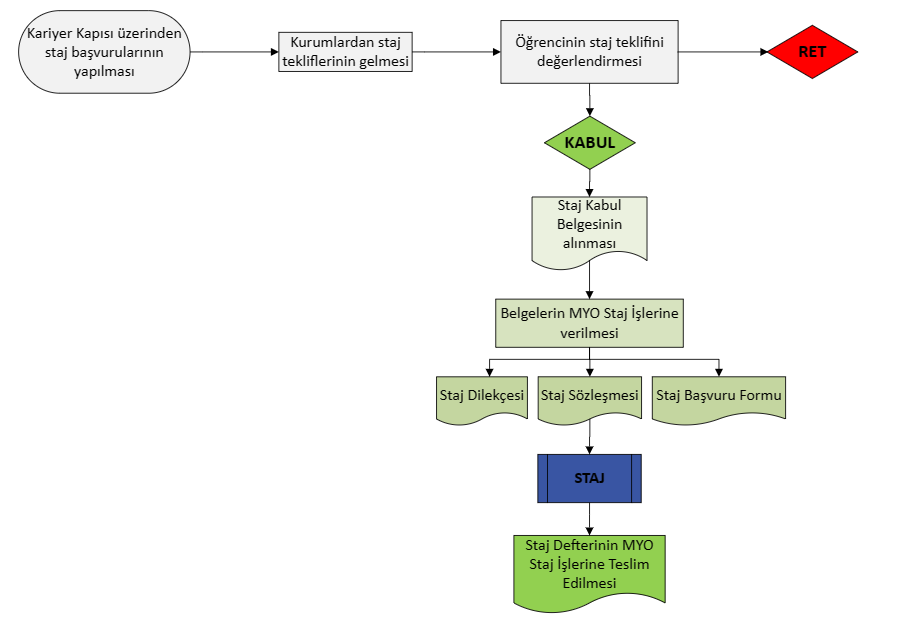 Kariyer Kapısı üzerinden
staj başvurularının
yapılması
Kurumlardan staj
tekliflerinin gelmesi
Öğrencinin staj teklifini
değerlendirmesi
RET
KABUL
Staj Kabul
Belgesinin
alınması
Belgelerin MYO Staj İşlerine
verilmesi
Staj Dilekçesi
Staj Sözleşmesi
Staj Başvuru Formu
STAJ
Staj Defterinin MYO
Staj İşlerine Teslim
Edilmesi